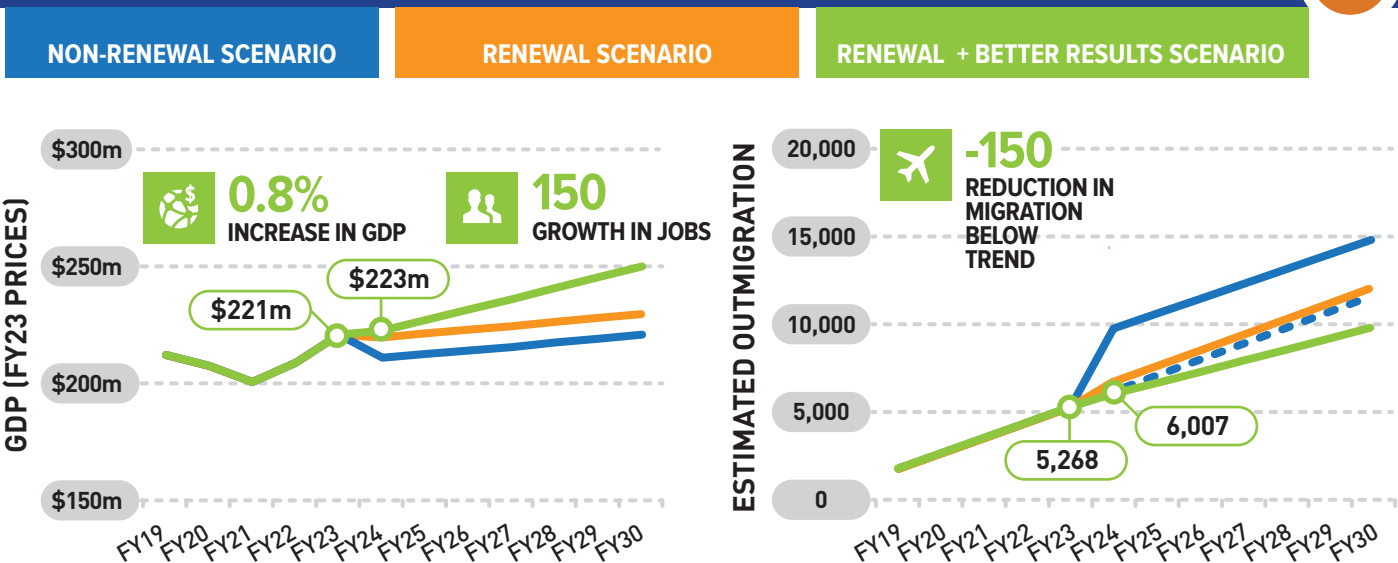 NON-RENEWAL SCENARIO
RENEWAL SCENARIO
RENEWAL + BETTER RESULTS SCENARIO
GDP (FY23 PRICES)
$300m
$250m
$200m
$150m
0.8%
INCREASE IN GDP
150
GROWTH IN JOBS
$221m
$223m
FY19
FY20
FY21
FY22
FY23
FY24
FY25
FY26
FY27
FY28
FY29
FY30
ESTIMATED OUTMIGRATION
20,000
15,000
10,000
5,000
0
-150
REDUCTION IN
MIGRATION
BELOW
TREND
5,268
6,007
FY19
FY20
FY21
FY22
FY23
FY24
FY25
FY26
FY27
FY28
FY29
FY30